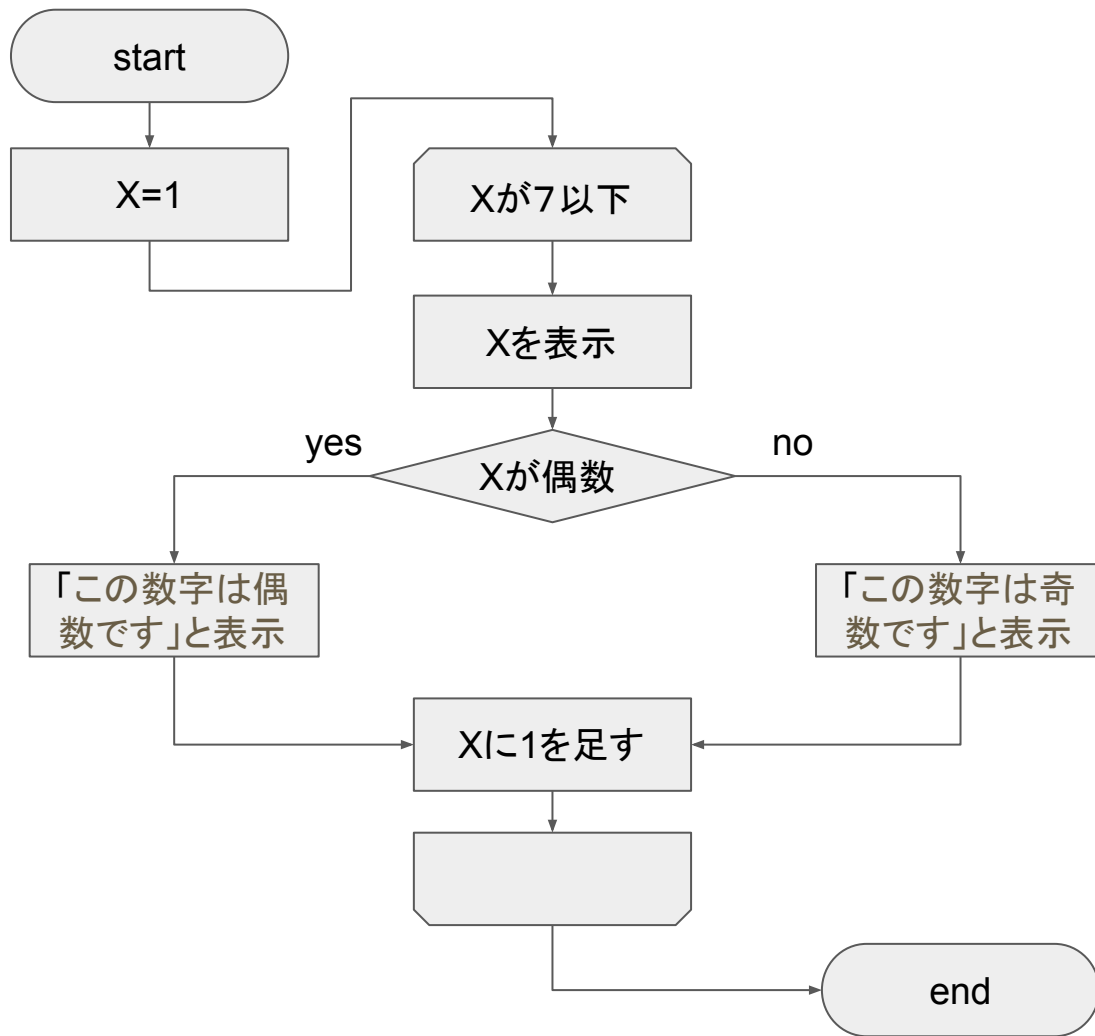 start
X=1
Xが7以下
Xを表示
yes
no
Xが偶数
「この数字は偶
数です」と表示
「この数字は奇
数です」と表示
Xに1を足す
end